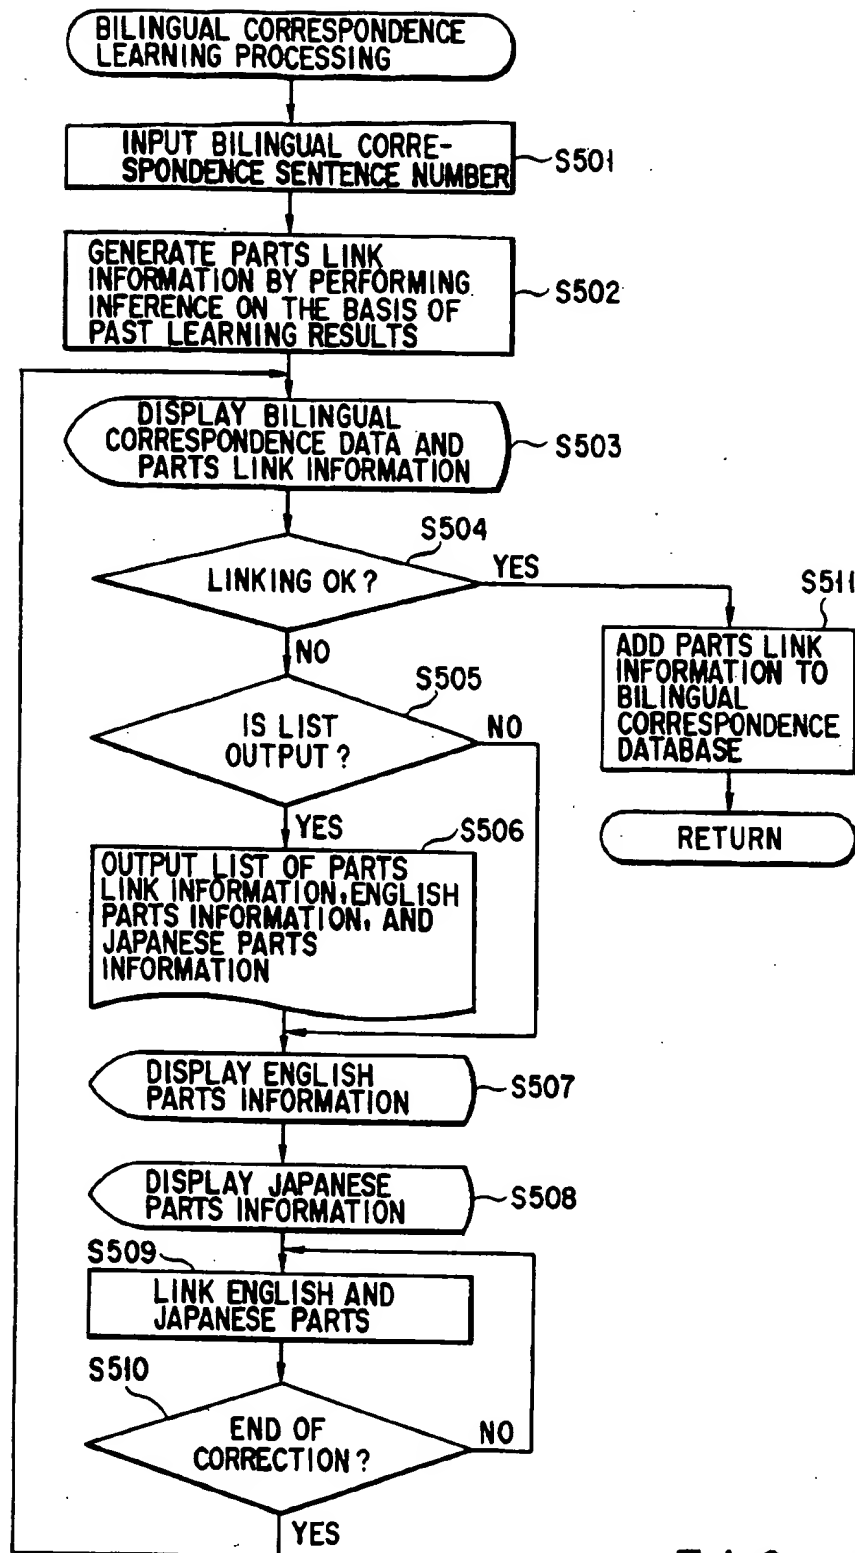 BILINGUAL CORRESPONDENCE
LEARNING PROCESSING
INPUT BILINGUAL CORRE-
SPONDENCE SENTENCE NUMBER
S501
GENERATE PARTS LINK
INFORMATION BY PERFORMING
INFERENCE ON THE BASIS OF
PAST LEARNING RESULTS
S502
DISPLAY BILINGUAL
CORRESPONDENCE DATA AND
PARTS LINK INFORMATION
S503
S504
LINKING OK?
YES
NO
S511
ADD PARTS LINK
INFORMATION TO
BILINGUAL
CORRESPONDENCE
DATABASE
RETURN
S505
IS LIST
OUTPUT?
NO
YES
S506
OUTPUT LIST OF PARTS
LINK INFORMATION, ENGLISH
PARTS INFORMATION, AND
JAPANESE PARTS
INFORMATION
DISPLAY ENGLISH
PARTS INFORMATION
S507
DISPLAY JAPANESE
PARTS INFORMATION
S508
S509
LINK ENGLISH AND
JAPANESE PARTS
S510
END OF
CORRECTION?
NO
YES